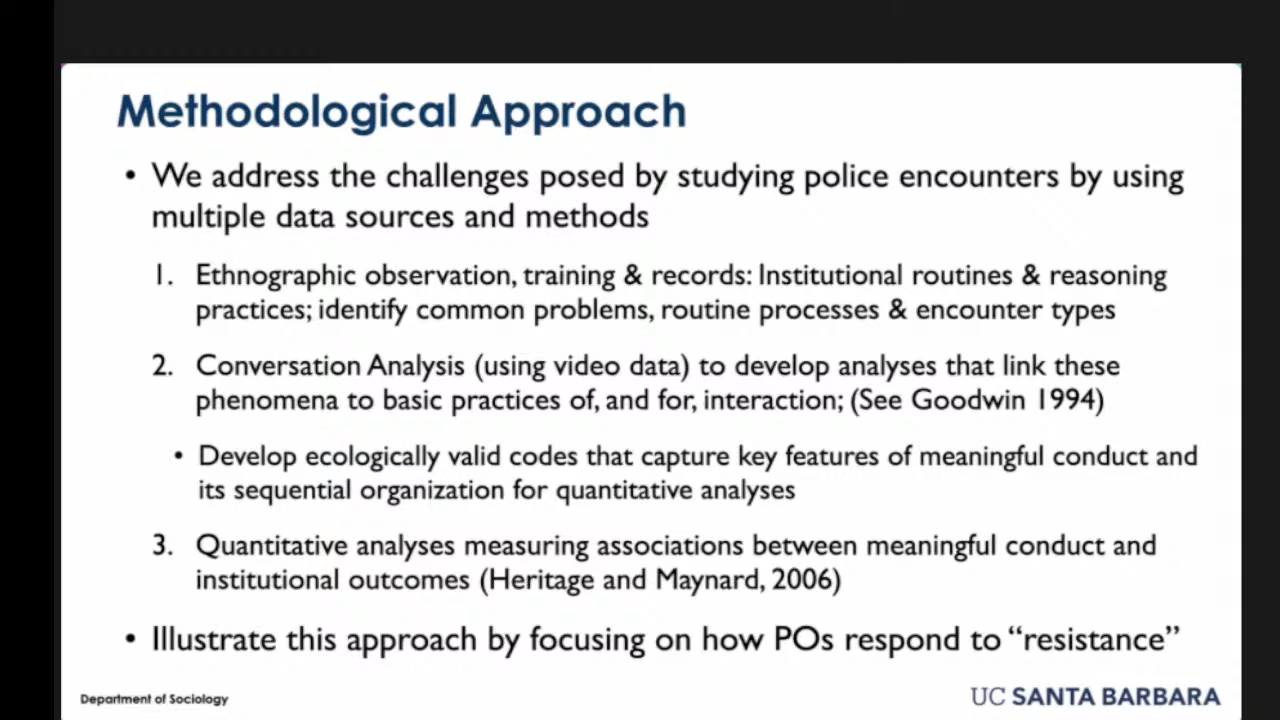 Methodological Approach
• We address the challenges posed by studying police encounters by using
multiple data sources and methods
1. Ethnographic observation, training & records: Institutional routines & reasoning
practices; identify common problems, routine processes & encounter types
2. Conversation Analysis (using video data) to develop analyses that link these
phenomena to basic practices of, and for, interaction; (See Goodwin 1994)
• Develop ecologically valid codes that capture key features of meaningful conduct and
its sequential organization for quantitative analyses
3. Quantitative analyses measuring associations between meaningful conduct and
institutional outcomes (Heritage and Maynard, 2006)
• Illustrate this approach by focusing on how POs respond to “resistance”
Department of Sociology
UC SANTA BARBARA